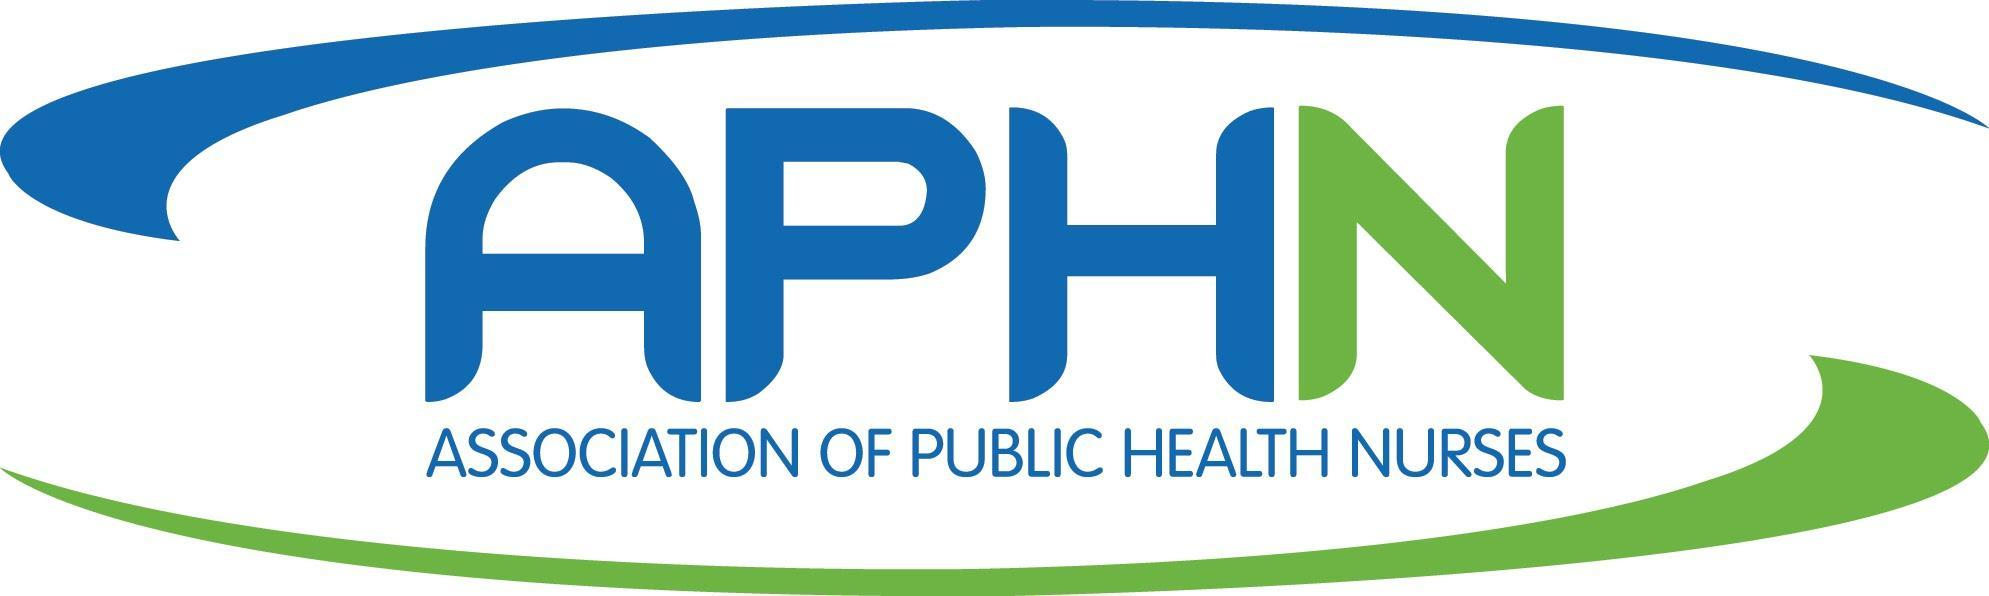 APHN
ASSOCIATION OF PUBLIC HEALTH NURSES